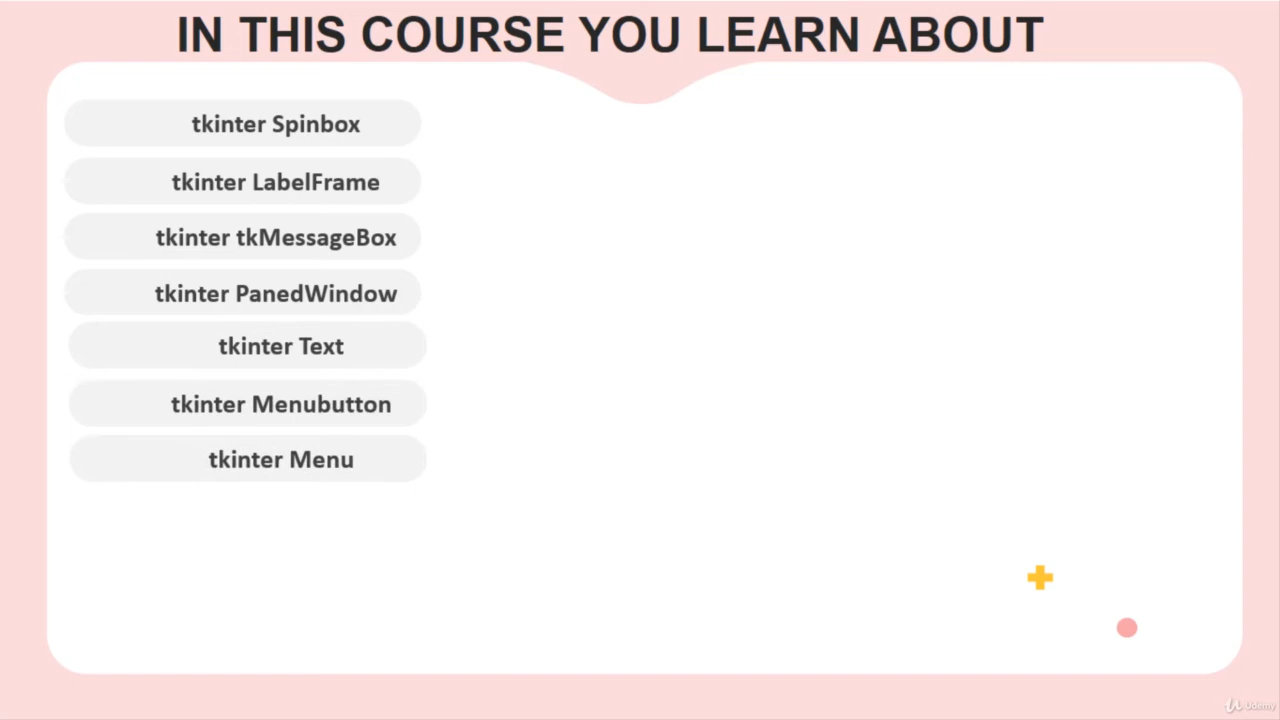 IN THIS COURSE YOU LEARN ABOUT
tkinter Spinbox
tkinter LabelFrame
tkinter tkMessageBox
tkinter PanedWindow
tkinter Text
tkinter Menubutton
tkinter Menu
Udemy